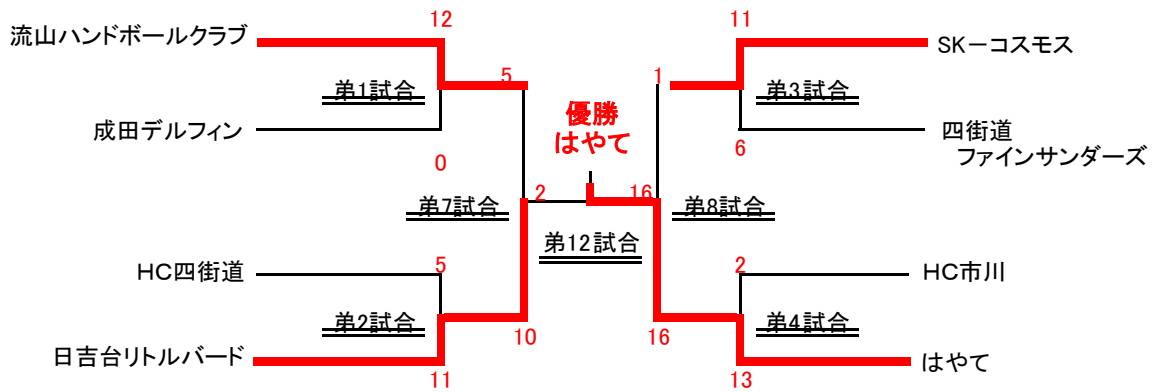 12
11
流山ハンドボールクラブ
SK－コスモス
5
1
第1試合
第3試合
優勝
はやて
成田デルフィン
四街道
ファインサンダーズ
0
6
2
16
第7試合
第8試合
第12試合
HC四街道
5
2
HC市川
第2試合
10
16
第4試合
日吉台リトルバード
はやて
11
13